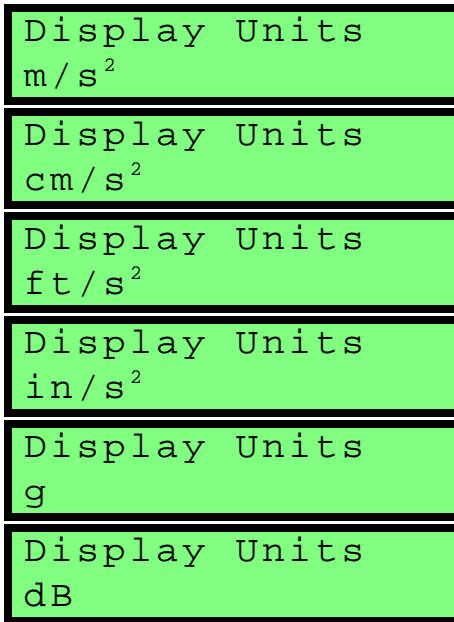 Display Units
m/s²
Display Units
cm/s²
Display Units
ft/s²
Display Units
in/s²
Display Units
g
Display Units
dB